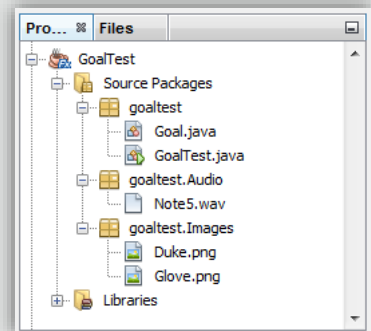 Pro... Files
GoalTest
Source Packages
goaltest
Goal.java
GoalTest.java
goaltest.Audio
Note5.wav
goaltest.Images
Duke.png
Glove.png
Libraries